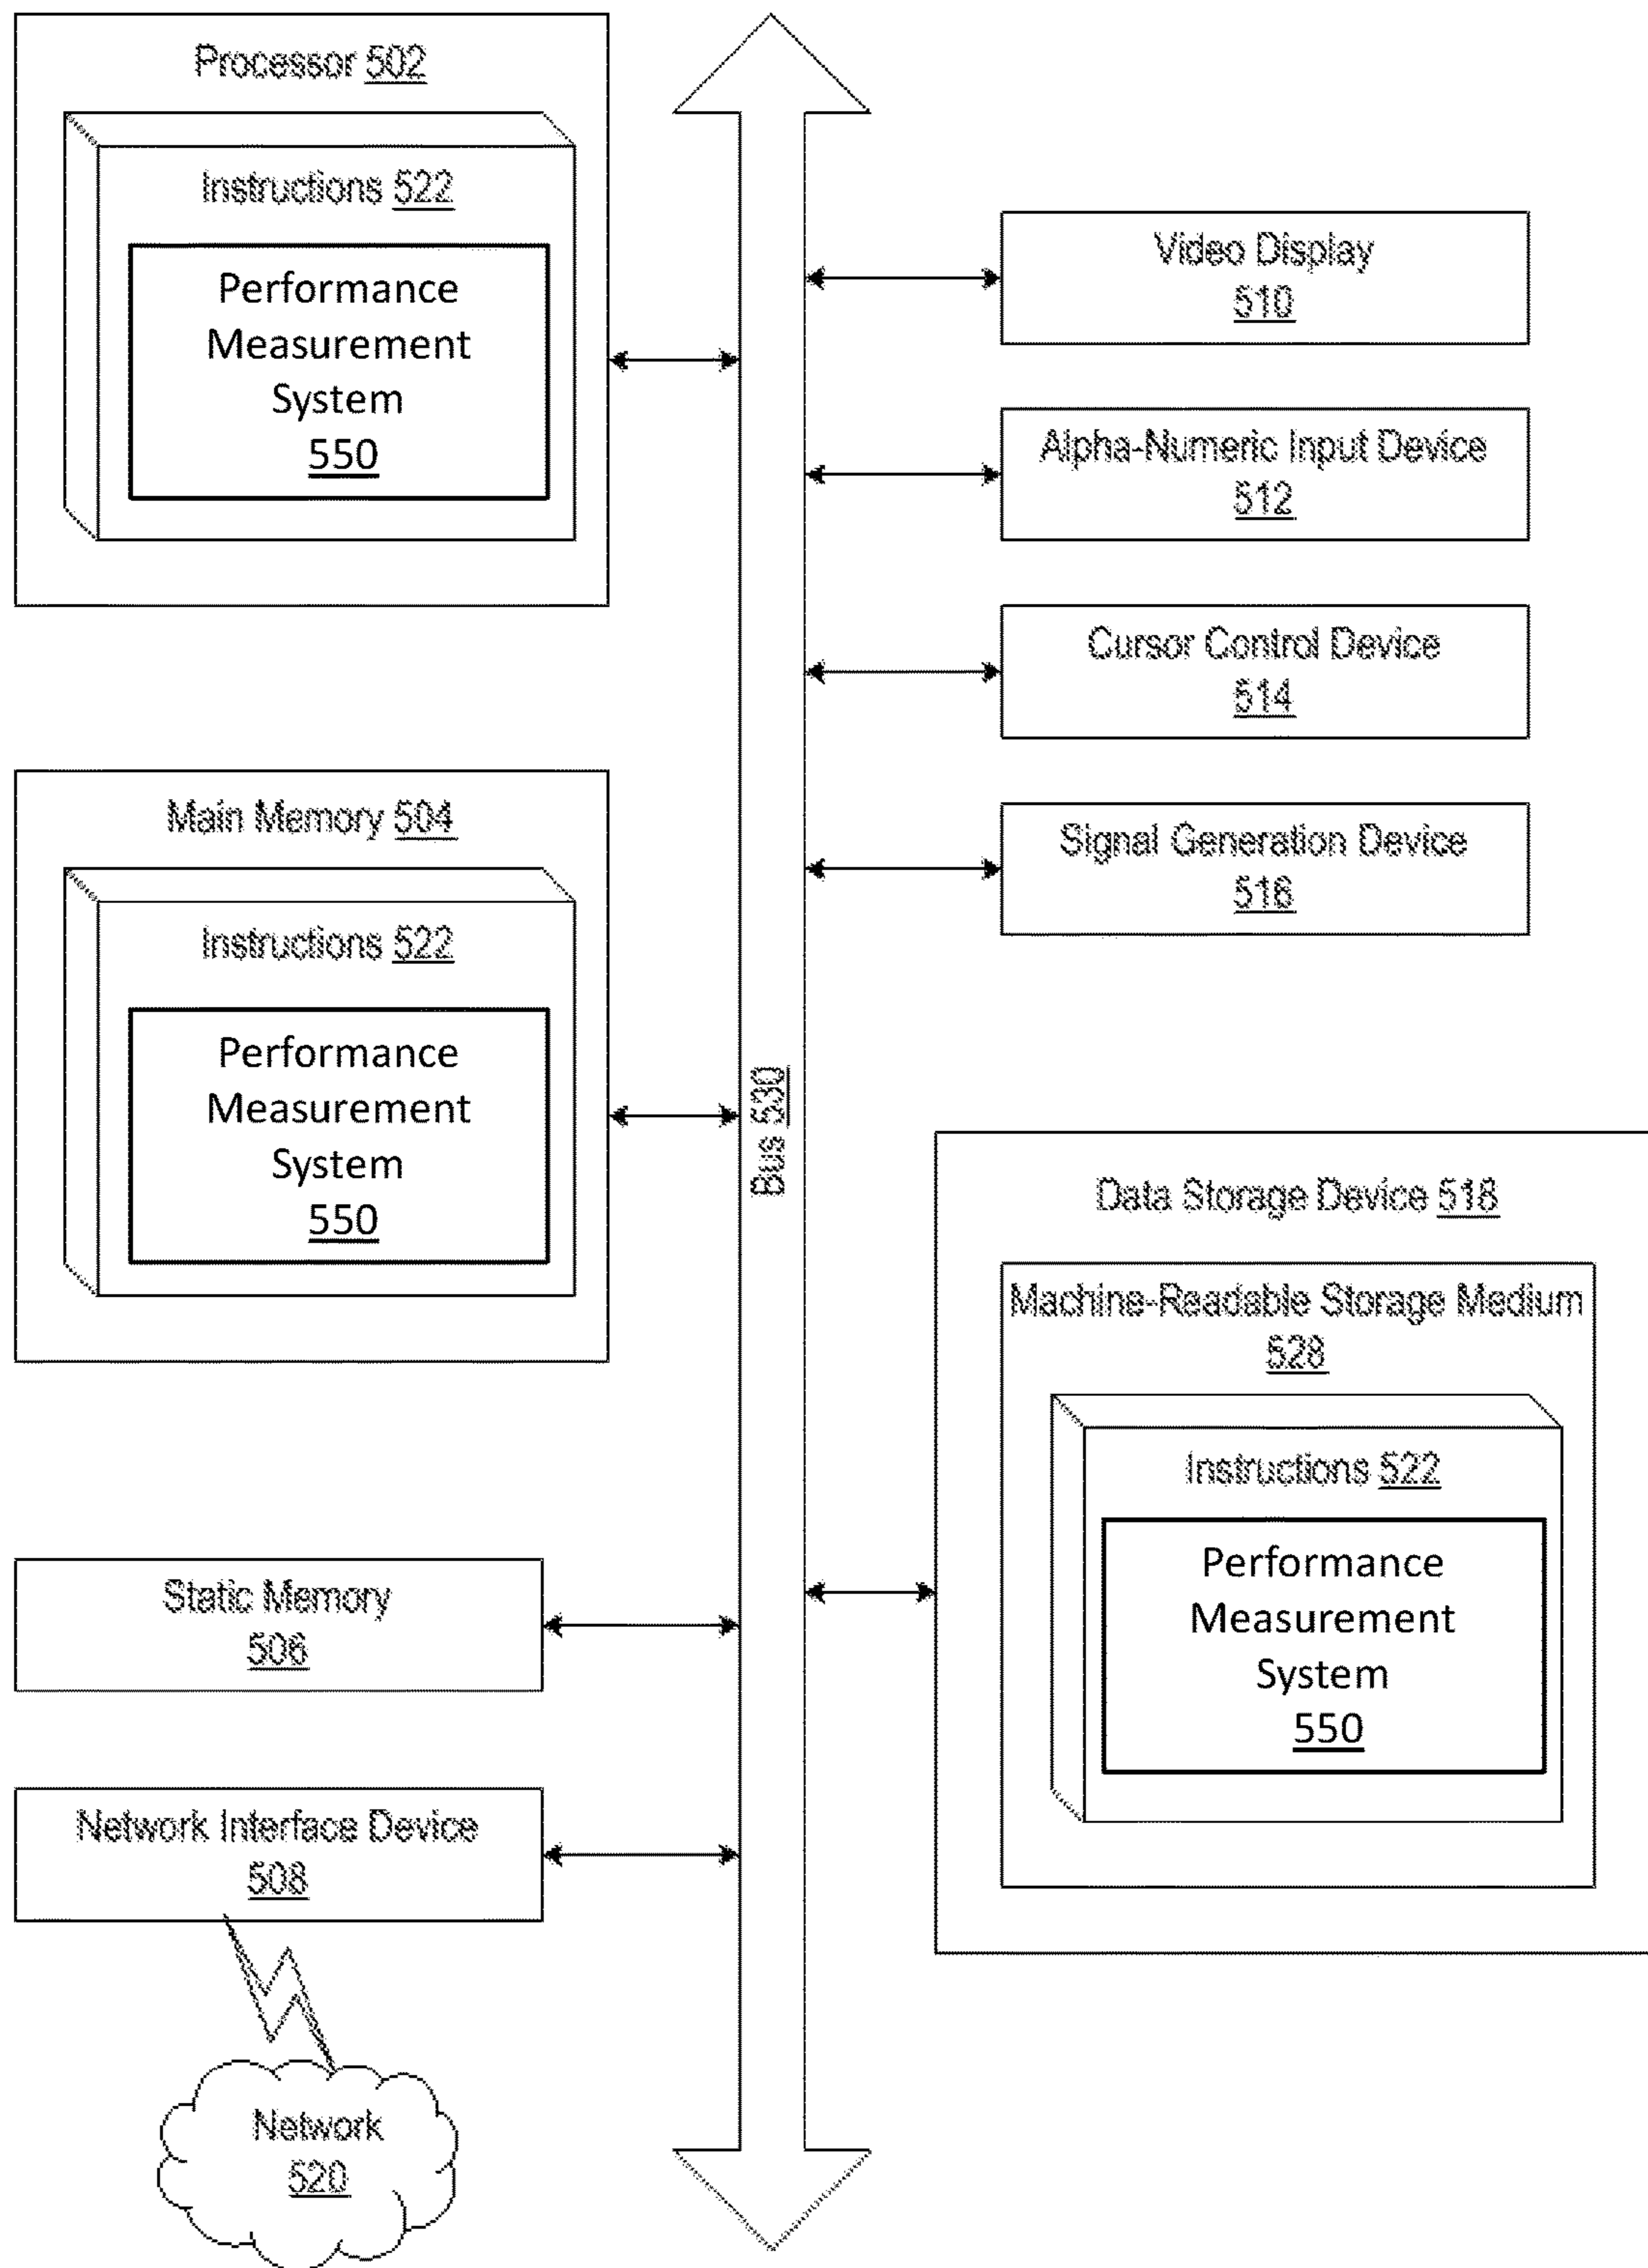 Processor 502
Instructions 522
Performance
Measurement
System
550
Main Memory 504
Instructions 522
Performance
Measurement
System
550
Static Memory
506
Network Interface Device
508
Network
520
Bus 530
Video Display
510
Alpha-Numeric Input Device
512
Cursor Control Device
514
Signal Generation Device
516
Data Storage Device 518
Machine-Readable Storage Medium
528
Instructions 522
Performance
Measurement
System
550